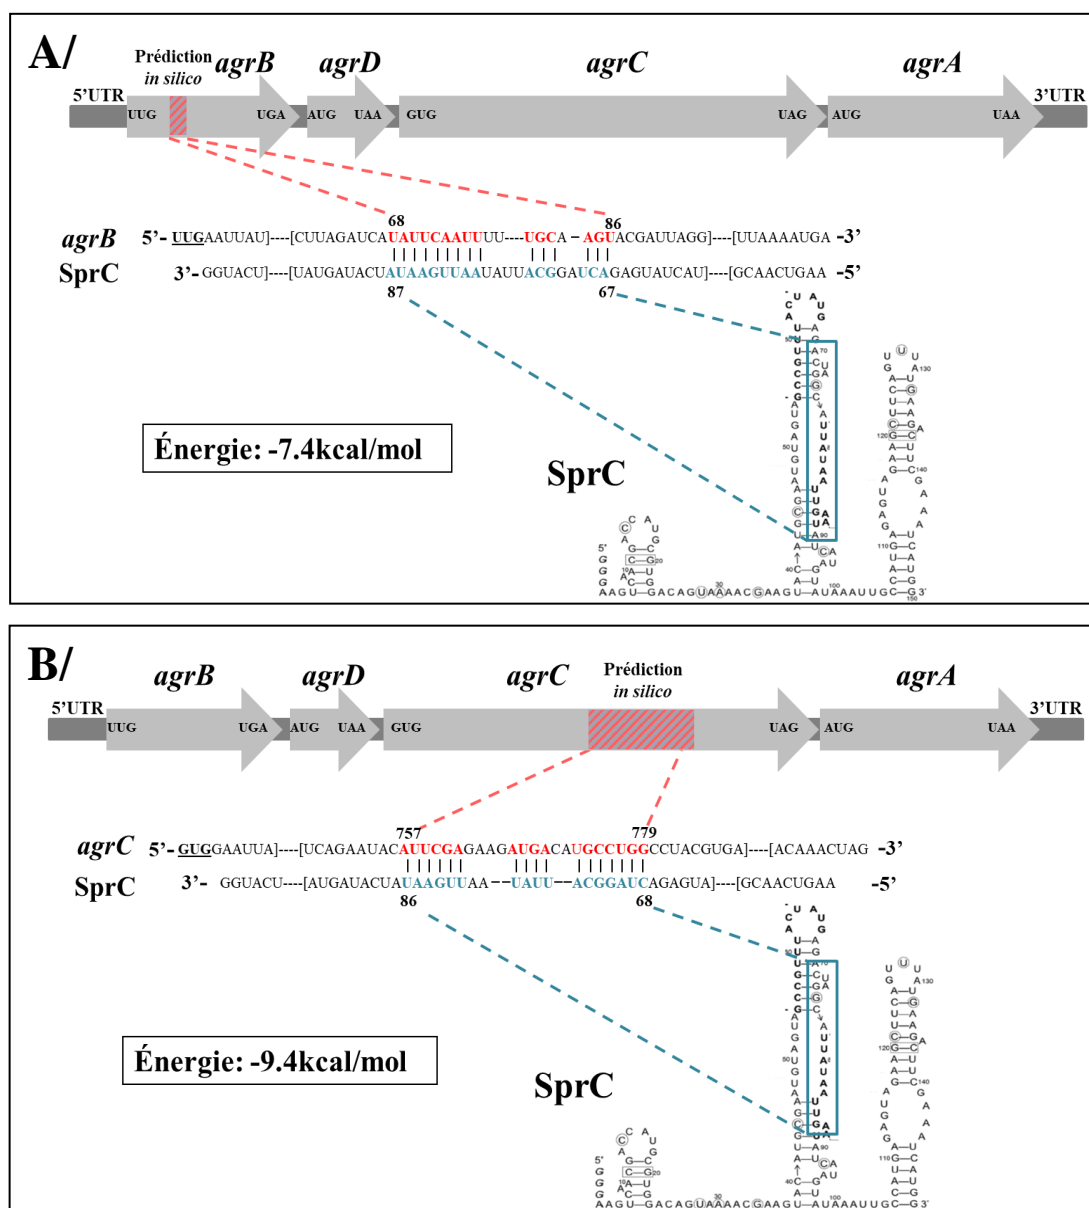 A/
Prédiction
in silico
agrB
agrD
agrC
agrA
5'UTR
3'UTR
UUG
UGA
AUG
UAA
GUG
UAG
AUG
UAA
68
86
agrB 5'- UUGAAUUAU]----[CUUAGAUCAUAUUCAAUUUU----UGCA – AGUACGAUUAGG]----[UUAAAAUGA -3'
SprC 3'- GGUACU]----[UAUGAUACUAUAAGUUAAUAUUACGGAUCAGAGUAUCAU]----[GCAACUGAA -5'
87
67
Énergie: -7.4kcal/mol
SprC
B/
agrB
agrD
agrC
Prédiction
in silico
agrA
5'UTR
3'UTR
UUG
UGA
AUG
UAA
GUG
UAG
AUG
UAA
757
779
agrC 5'- GUGGAAUUA]----[UCAGAAUACAUUCGAGAAGAUGACAUGCCUGGCCUACGUGA]----[ACAAACUAG -3'
SprC 3'- GGUACU----[AUGAUACUAUAAGUUAA – –UAUU –ACGGAUCAGAGUA]----[GCAACUGAA -5'
86
68
Énergie: -9.4kcal/mol
SprC